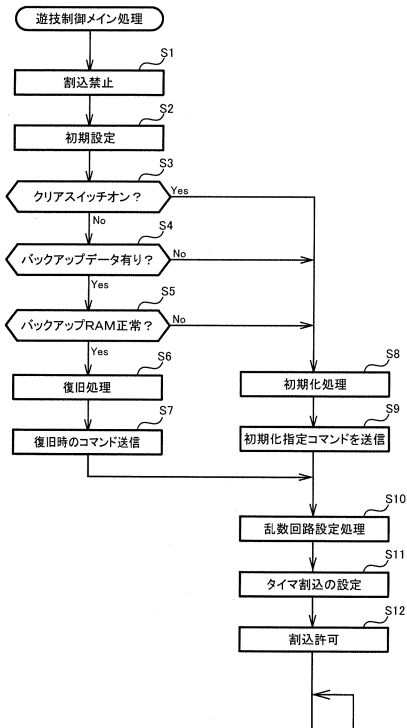 遊技制御メイン処理
S1
割込禁止
S2
初期設定
S3
クリアスイッチオン？
Yes
No
S4
バックアップデータ有り？
No
Yes
S5
バックアップRAM正常？
No
Yes
S6
復旧処理
S7
復旧時のコマンド送信
S8
初期化処理
S9
初期化指定コマンドを送信
S10
乱数回路設定処理
S11
タイマ割込の設定
S12
割込許可